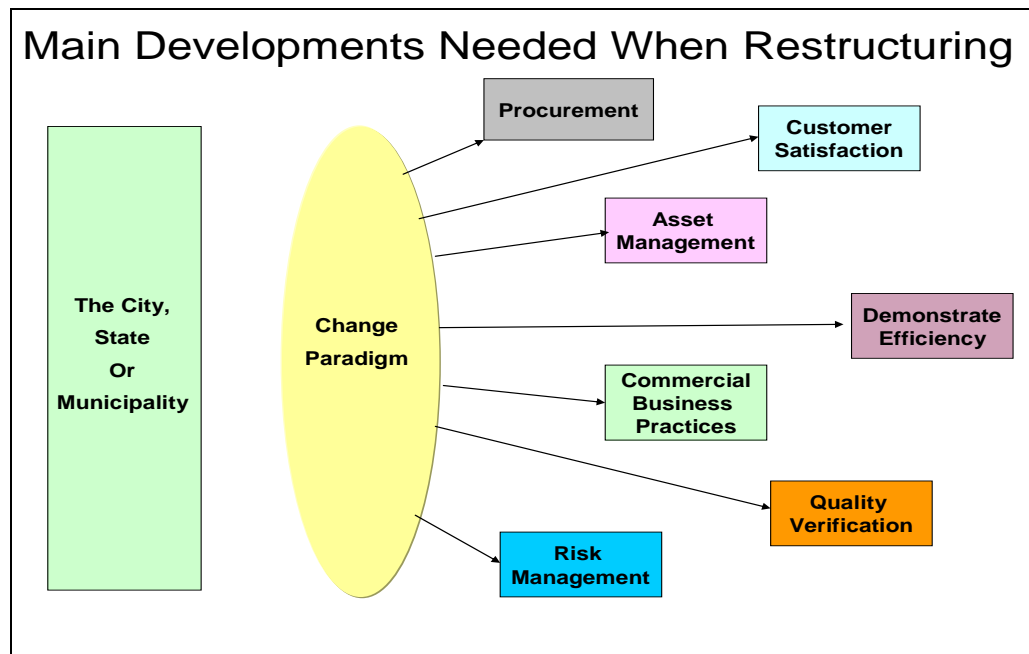 Main Developments Needed When Restructuring
Procurement
Customer
Satisfaction
Asset
Management
The City,
State
Or
Municipality
Change
Paradigm
Demonstrate
Efficiency
Commercial
Business
Practices
Quality
Verification
Risk
Management